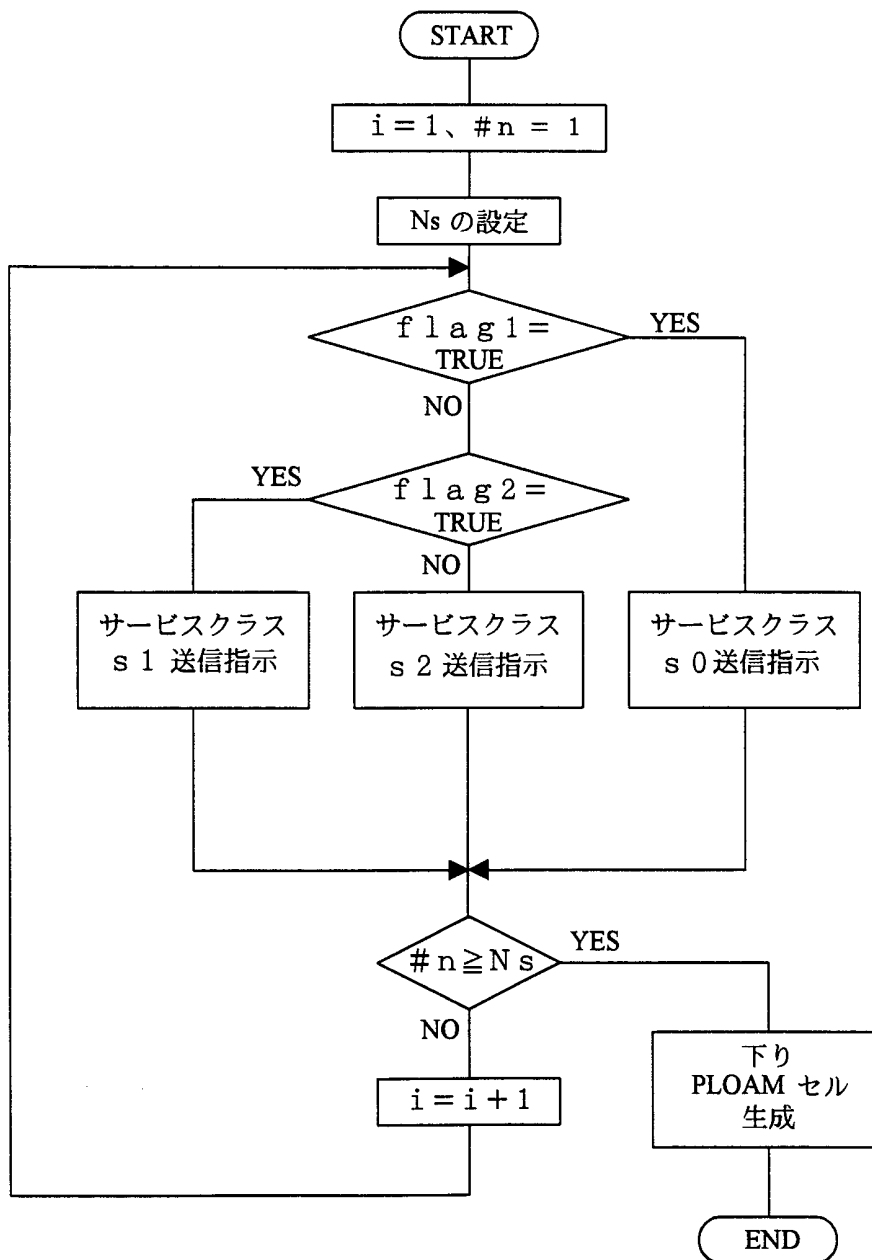 START
i＝1、#n = 1
Ns の設定
flag1＝
TRUE
YES
NO
YES
flag2＝
TRUE
NO
サービスクラス
s1 送信指示
サービスクラス
s2 送信指示
サービスクラス
s0送信指示
#n≧Ns
YES
NO
i＝i＋1
下り
PLOAM セル
生成
END